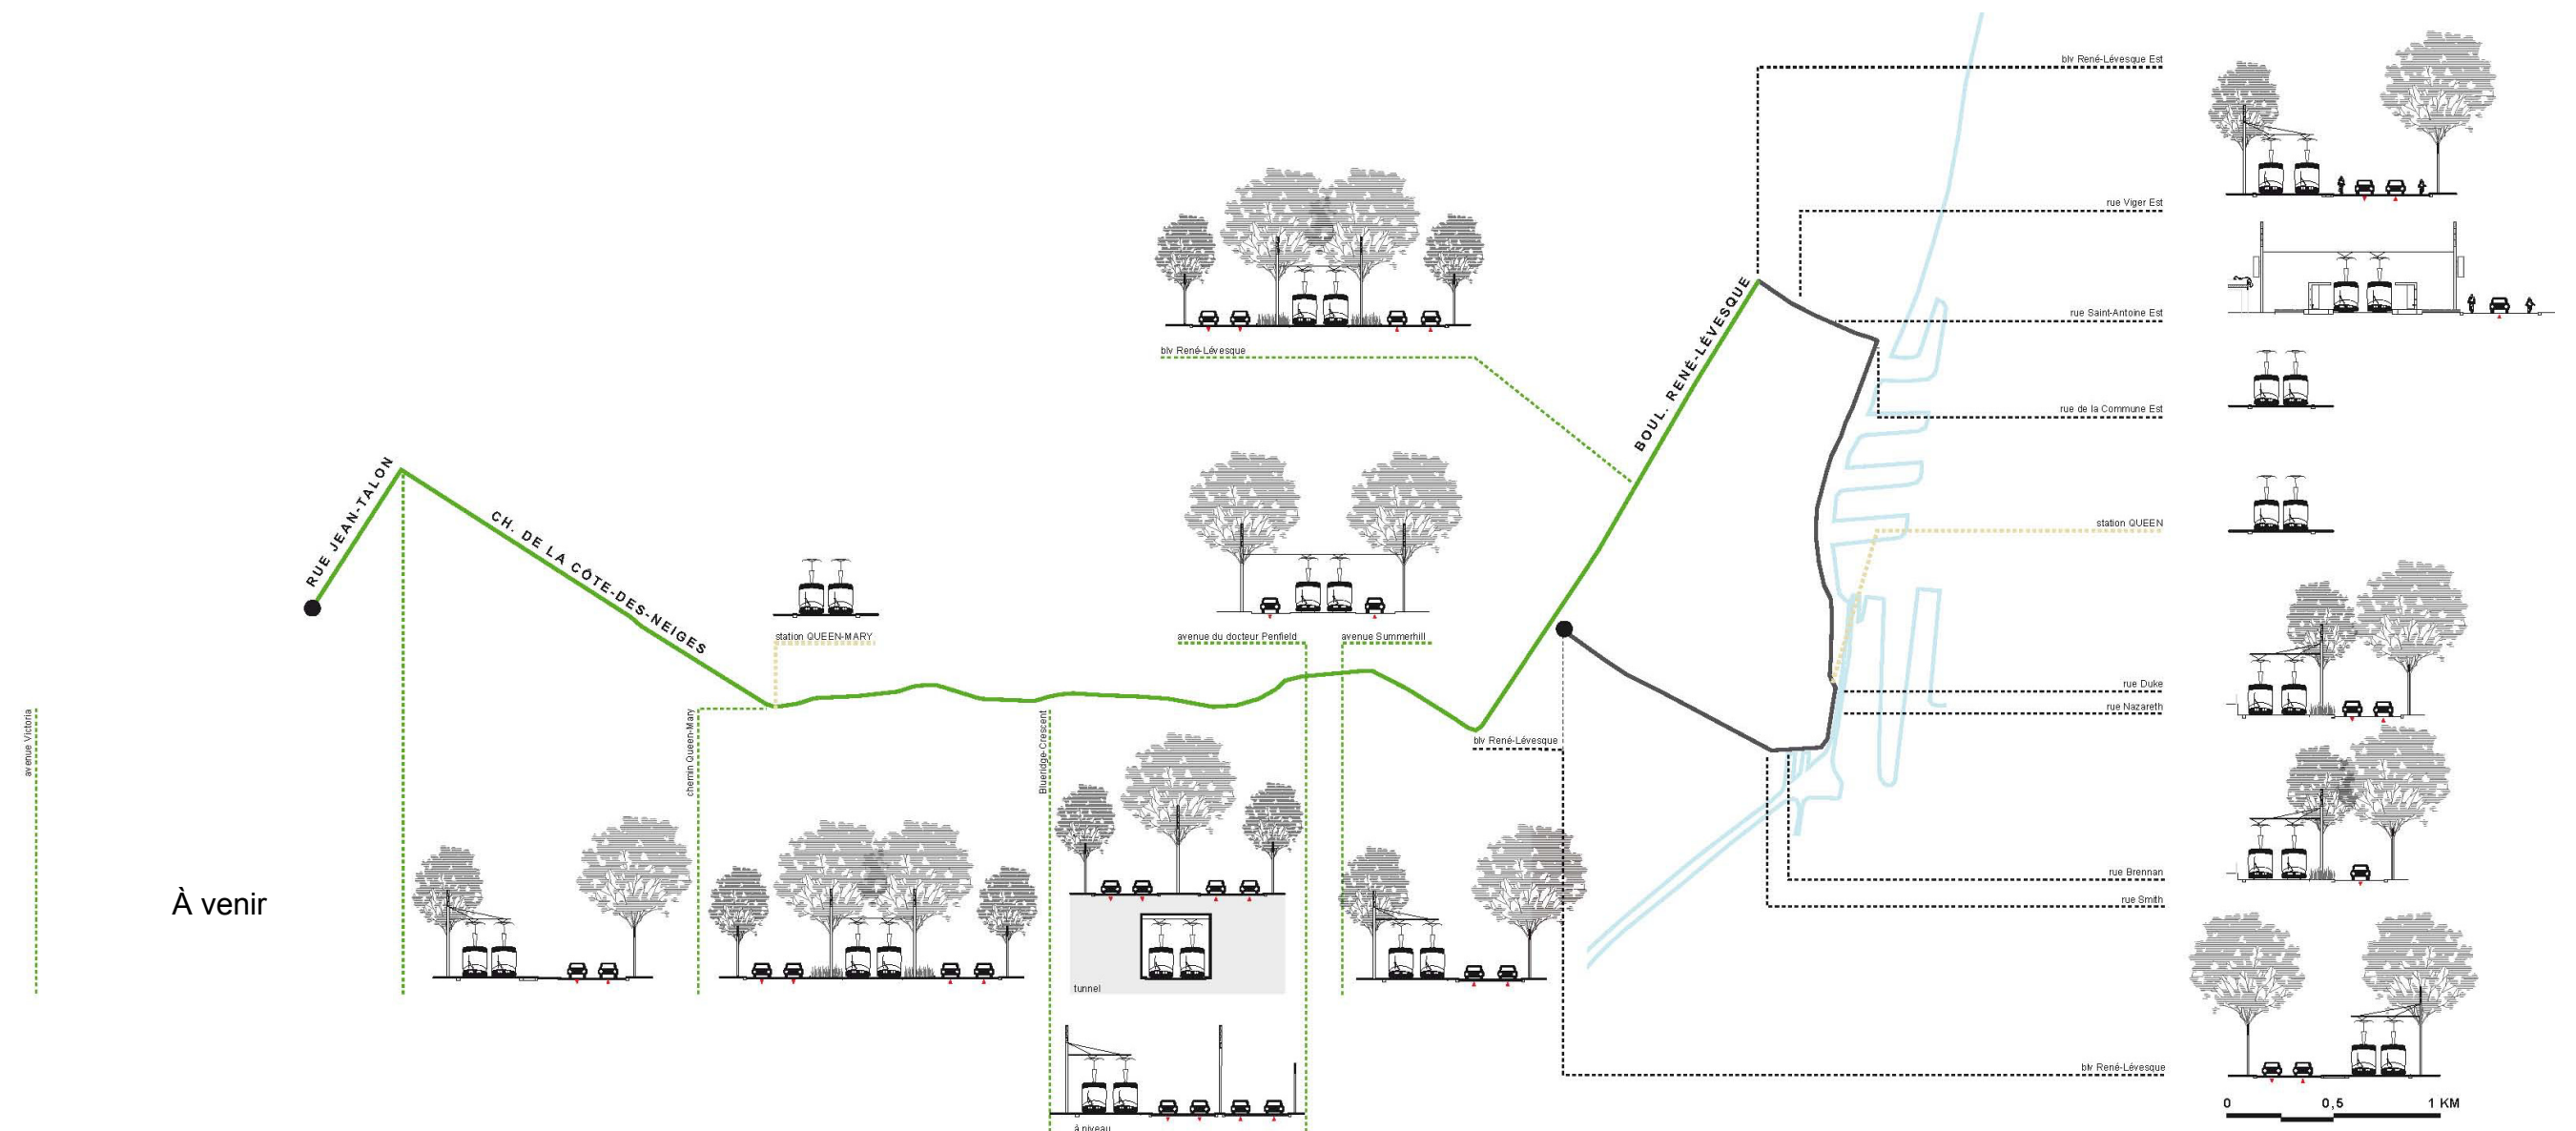 blv René-Lévesque Est
rue Viger Est
rue Saint-Antoine Est
rue de la Commune Est
station QUEEN
rue Duke
rue Nazareth
rue Brennan
rue Smith
blv René-Lévesque
0 0,5 1 KM
blv René-Lévesque
BOUL. RENÉ-LÉVESQUE
RUE JEAN-TALON
CH. DE LA CÔTE-DES-NEIGES
station QUEEN-MARY
avenue du docteur Penfield
avenue Summerhill
blv René-Lévesque
avenue Victoria
chemin Queen-Mary
Blueridge-Crescent
À venir
tunnel
à niveau